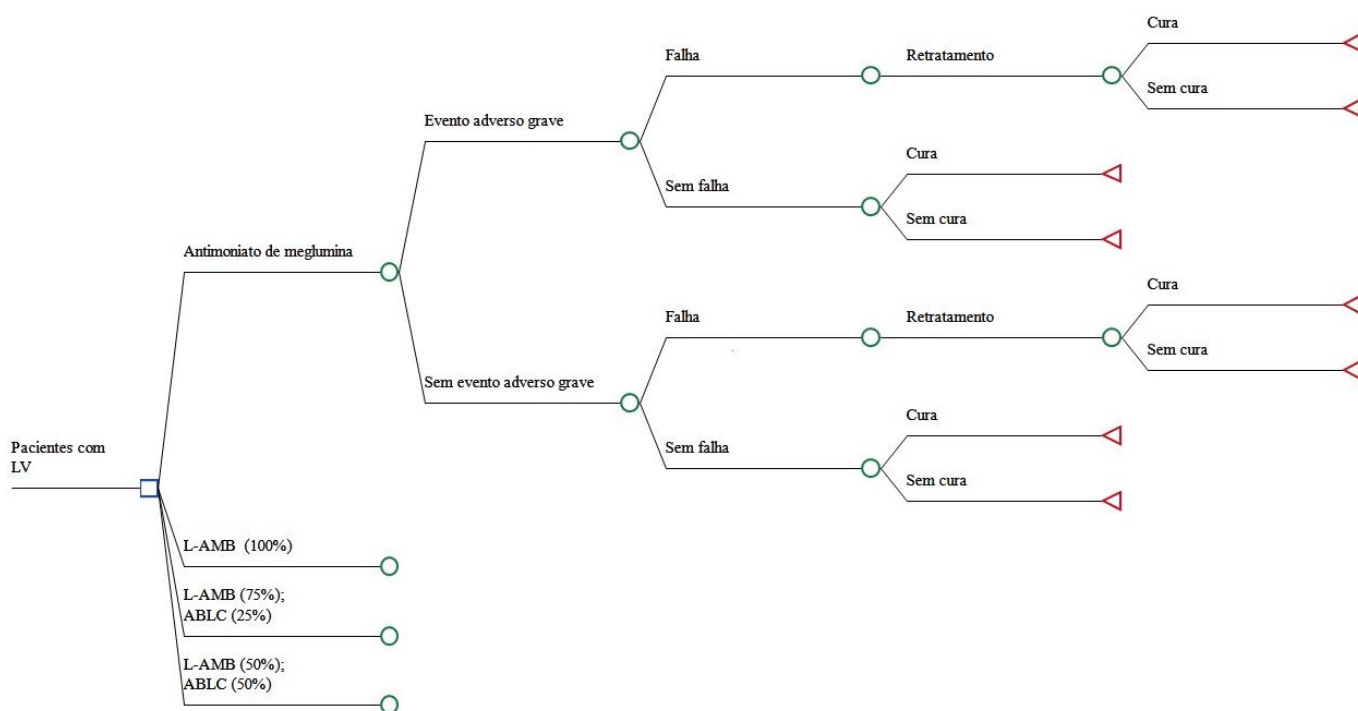 Cura
Falha
Retratamento
Sem cura
Evento adverso grave
Cura
Sem falha
Sem cura
Antimoniato de meglumina
Cura
Falha
Retratamento
Sem cura
Sem evento adverso grave
Cura
Sem falha
Sem cura
Pacientes com
LV
L-AMB (100%)
L-AMB (75%);
ABLC (25%)
L-AMB (50%);
ABLC (50%)